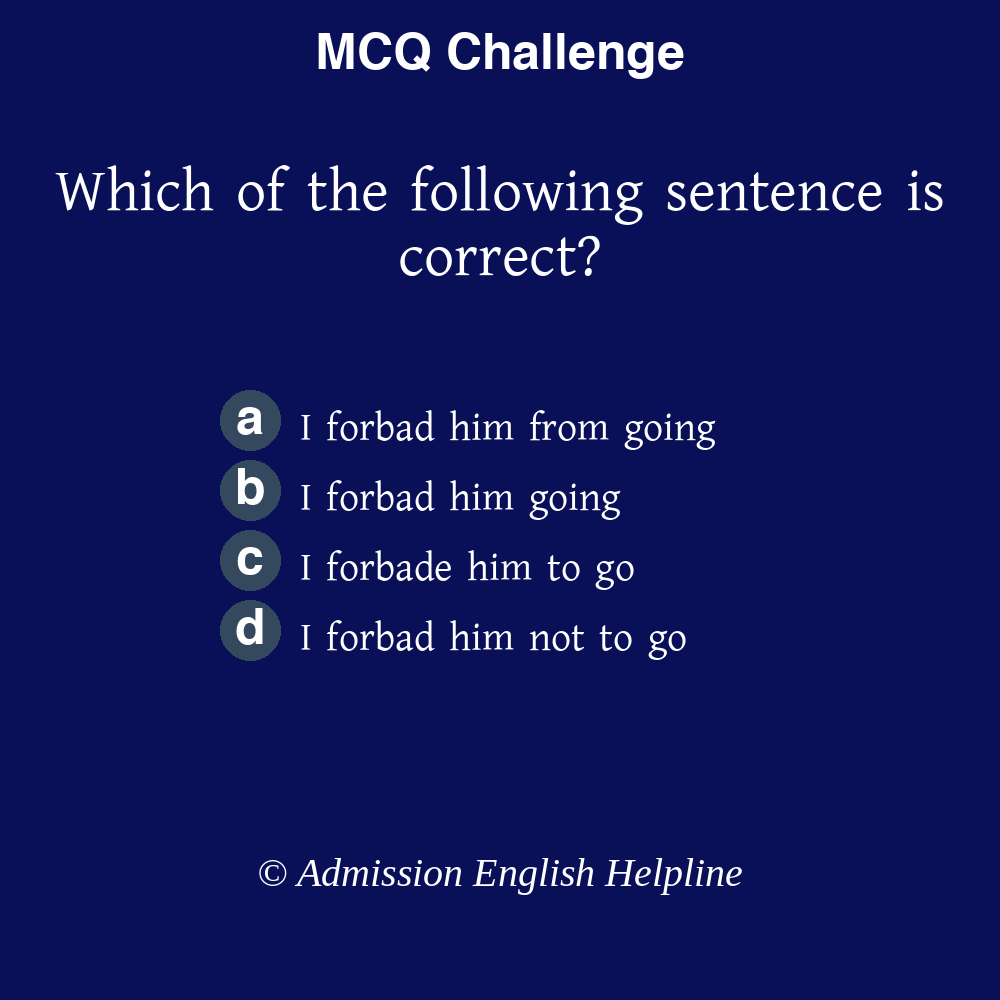 MCQ Challenge
Which of the following sentence is
correct?
a I forbad him from going
b I forbad him going
c I forbade him to go
d I forbad him not to go
© Admission English Helpline